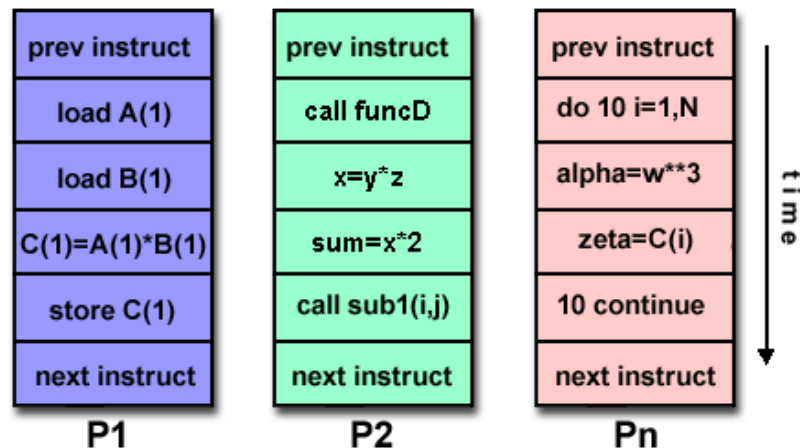 prev instruct
load A(1)
load B(1)
C(1)=A(1)*B(1)
store C(1)
next instruct
P1
prev instruct
call funcD
x=y*z
sum=x*2
call sub1(i,j)
next instruct
P2
prev instruct
do 10 i=1,N
alpha=w**3
zeta=C(i)
10 continue
next instruct
Pn
time